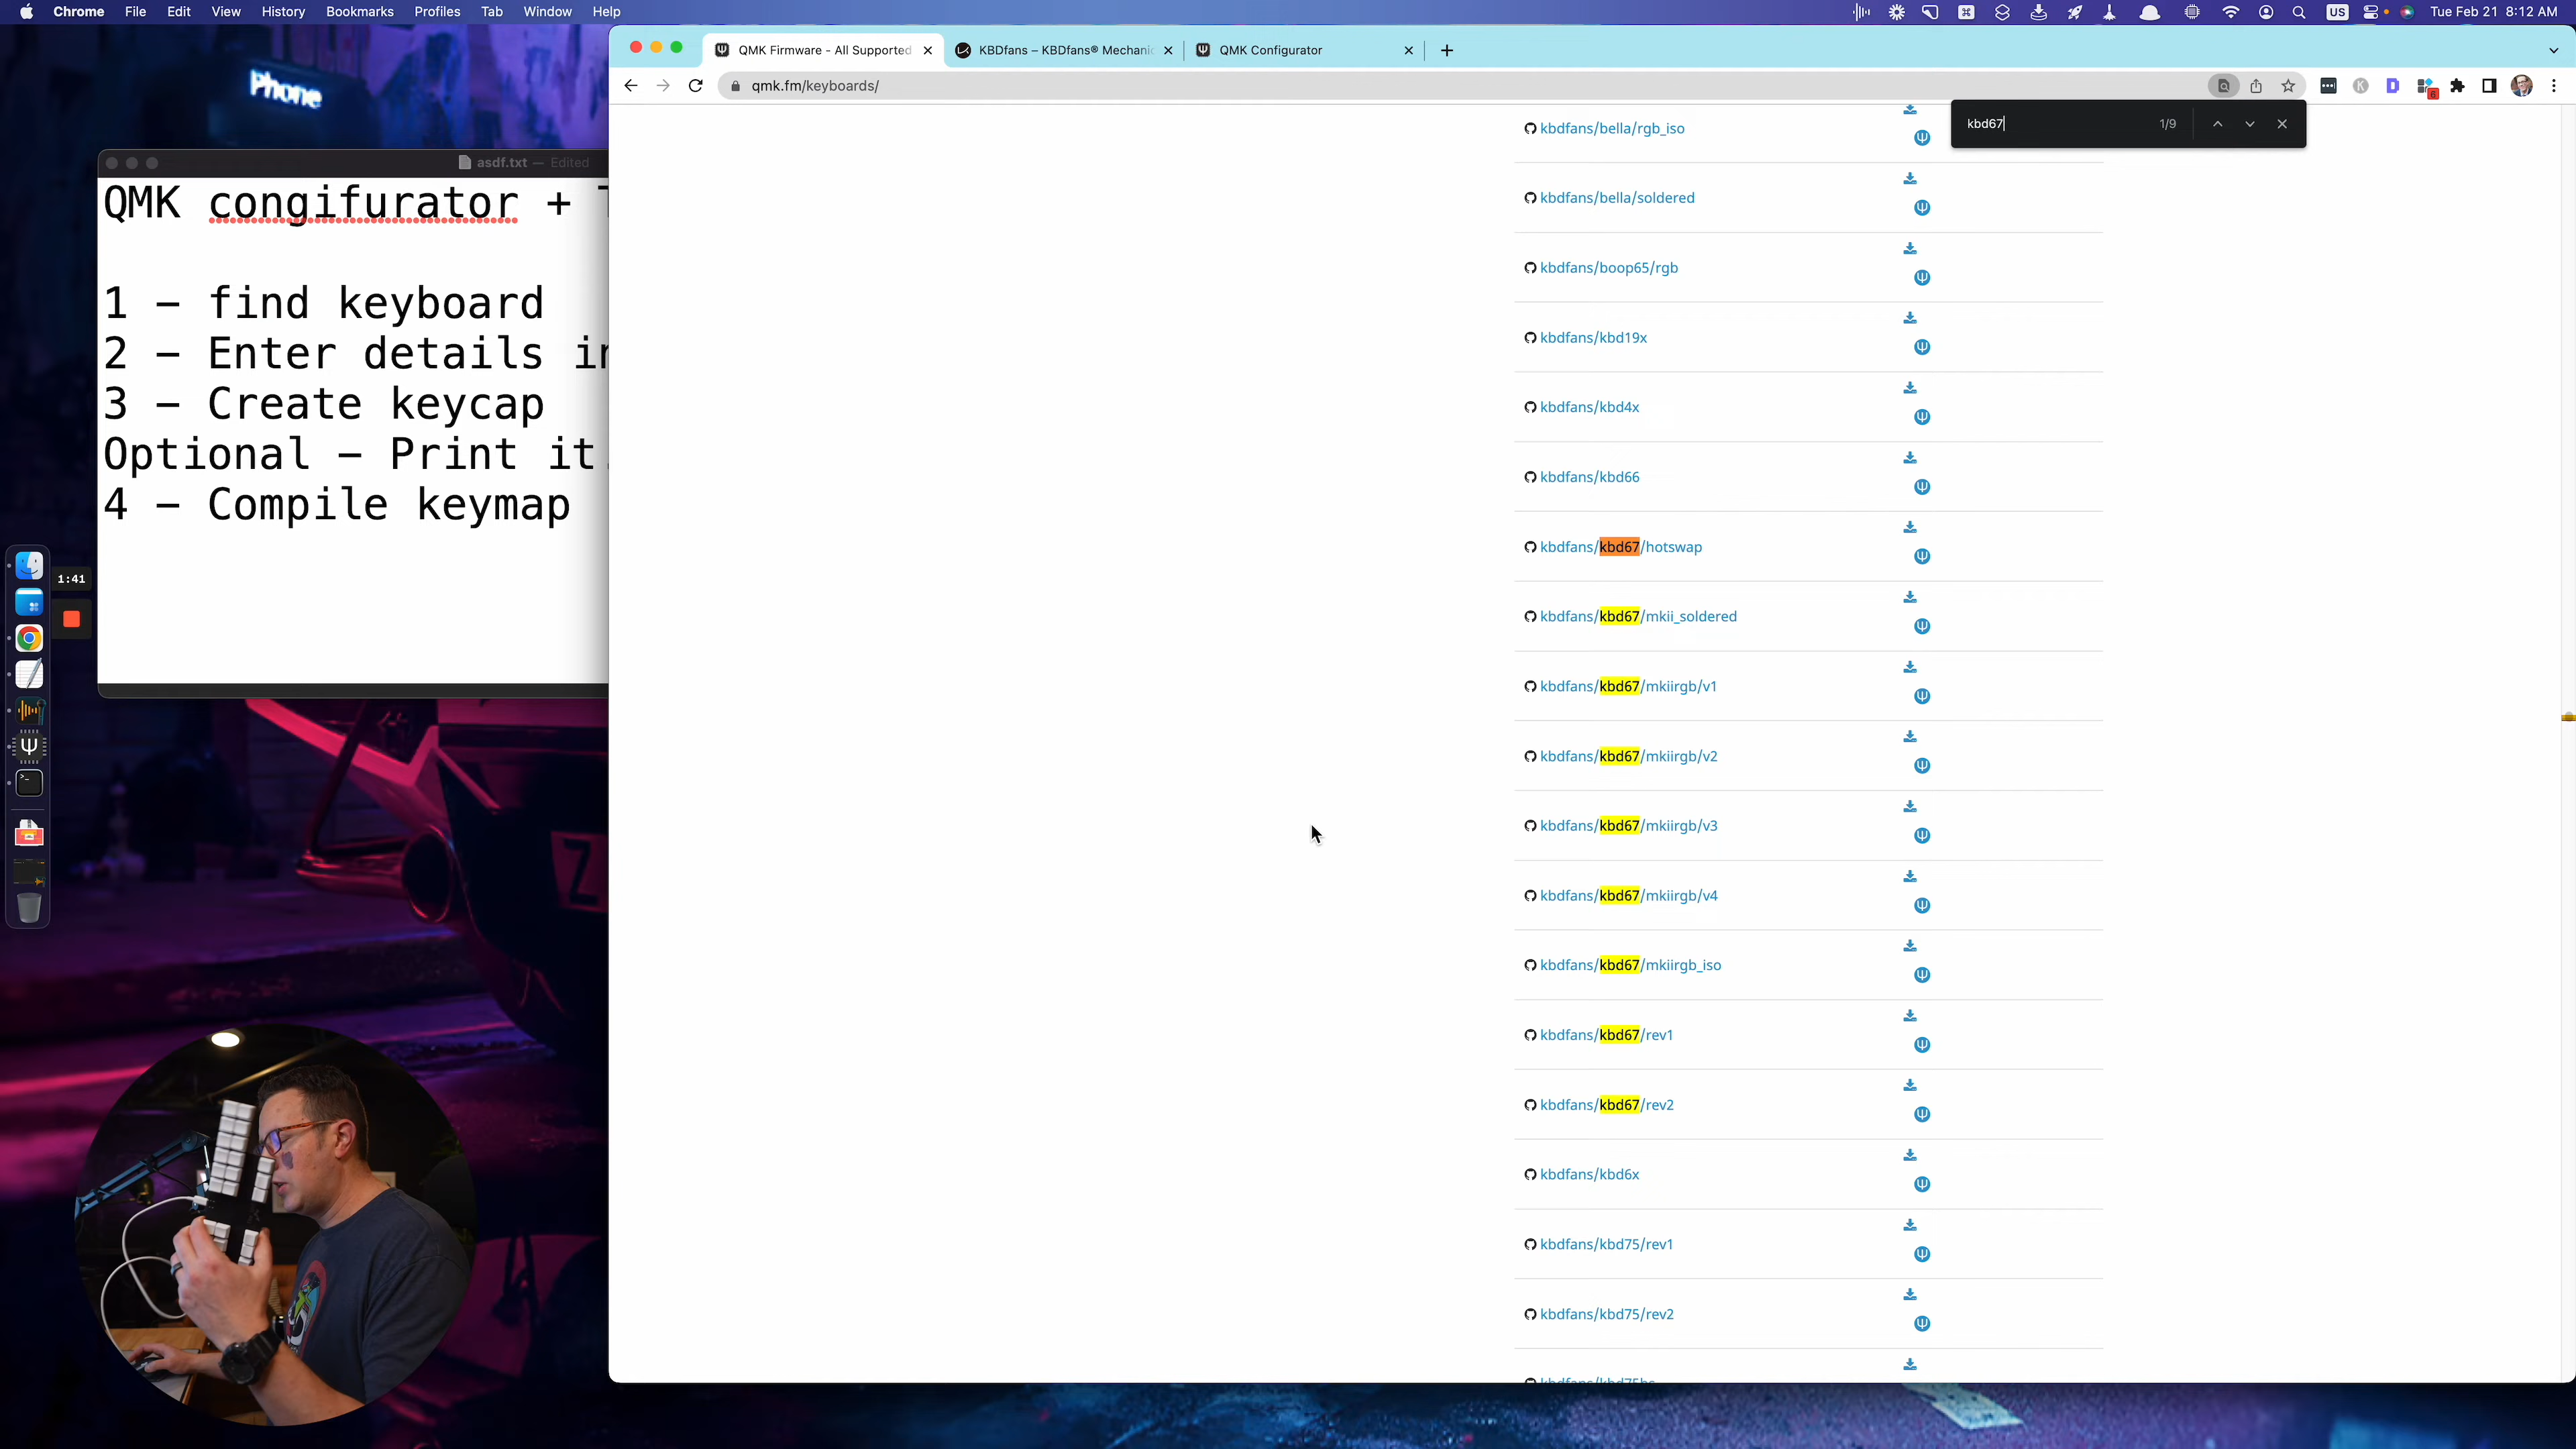 Chrome File Edit View History Bookmarks Profiles Tab Window Help
US Tue Feb 21 8:12 AM
Phone
QMK Firmware - All Supported
KBDfans – KBDfans® Mechanic
QMK Configurator
qmk.fm/keyboards/
kbd67 1/9
asdf.txt — Edited
QMK congifurator +
1 – find keyboard
2 – Enter details in
3 – Create keycap
Optional – Print it.
4 – Compile keymap
1:41
kbdfans/bella/rgb_iso
kbdfans/bella/soldered
kbdfans/boop65/rgb
kbdfans/kbd19x
kbdfans/kbd4x
kbdfans/kbd66
kbdfans/kbd67/hotswap
kbdfans/kbd67/mkii_soldered
kbdfans/kbd67/mkiirgb/v1
kbdfans/kbd67/mkiirgb/v2
kbdfans/kbd67/mkiirgb/v3
kbdfans/kbd67/mkiirgb/v4
kbdfans/kbd67/mkiirgb_iso
kbdfans/kbd67/rev1
kbdfans/kbd67/rev2
kbdfans/kbd6x
kbdfans/kbd75/rev1
kbdfans/kbd75/rev2